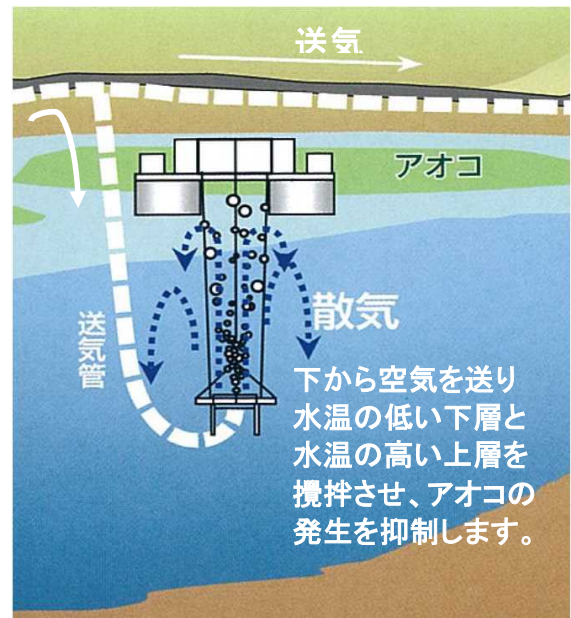 送気
アオコ
送気管
散気
下から空気を送り
水温の低い下層と
水温の高い上層を
攪拌させ、アオコの
発生を抑制します。